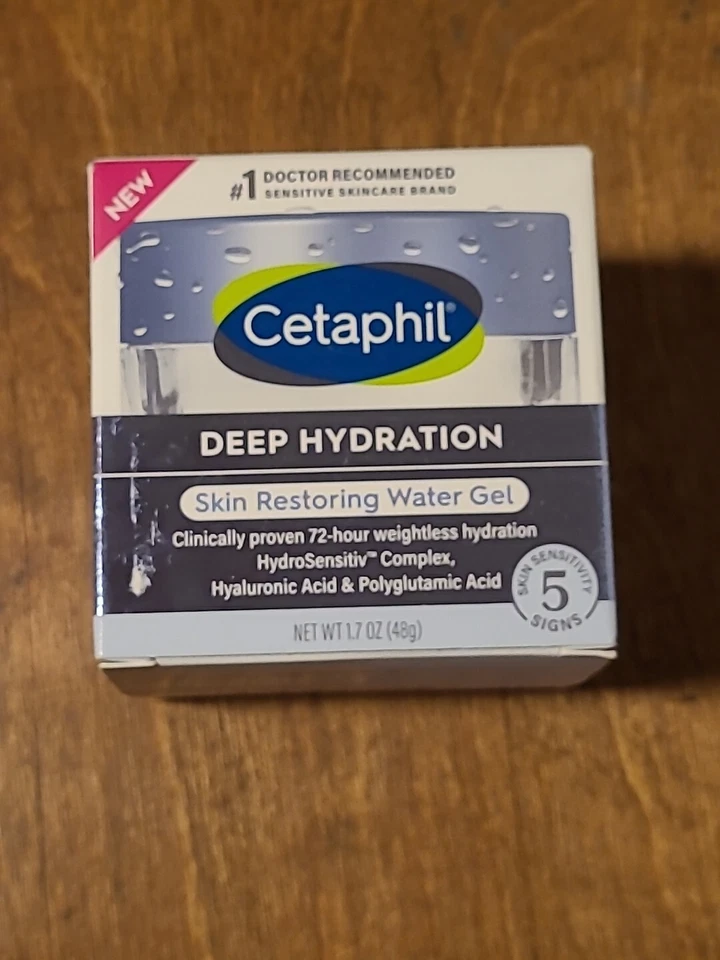 NEW
#1 DOCTOR RECOMMENDED
SENSITIVE SKINCARE BRAND
Cetaphil®
DEEP HYDRATION
Skin Restoring Water Gel
Clinically proven 72-hour weightless hydration
HydroSensitiv™ Complex,
Hyaluronic Acid & Polyglutamic Acid
SKIN SENSITIVITY
5
SIGNS
NET WT 1.7 OZ (48g)